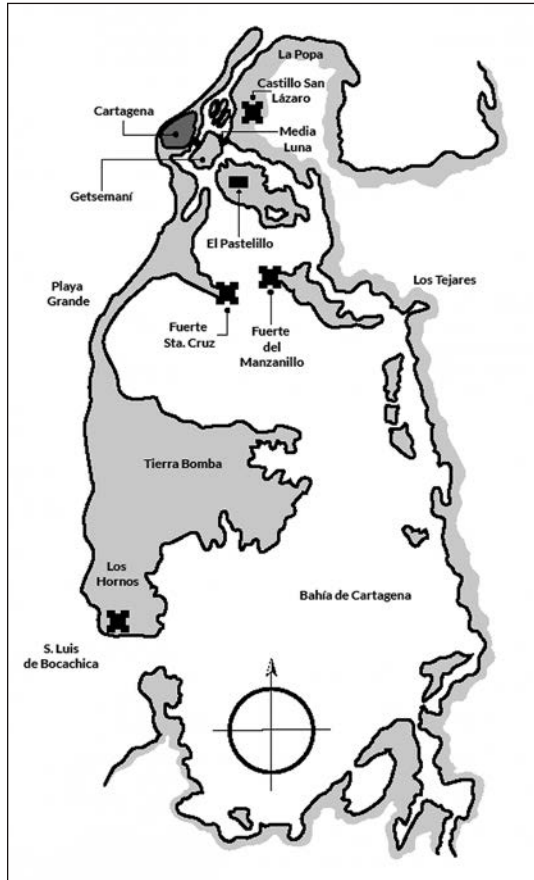 La Popa
Castillo San
Lázaro
Cartagena
Media
Luna
Getsemaní
El Pastelillo
Playa
Grande
Los Tejares
Fuerte
Sta. Cruz
Fuerte
del
Manzanillo
Tierra Bomba
Los
Hornos
Bahía de Cartagena
S. Luis
de Bocachica